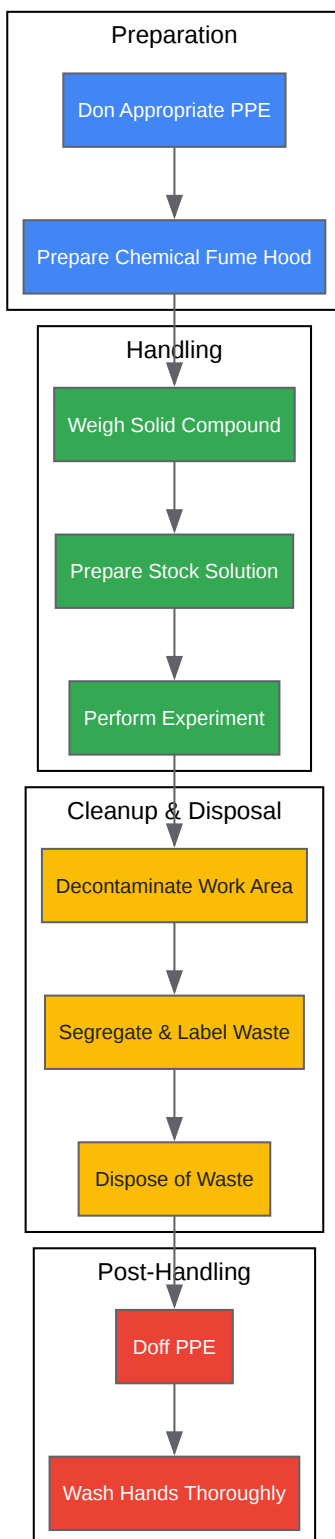 Preparation
Don Appropriate PPE
Prepare Chemical Fume Hood
Handling
Weigh Solid Compound
Prepare Stock Solution
Perform Experiment
Cleanup & Disposal
Decontaminate Work Area
Segregate & Label Waste
Dispose of Waste
Post-Handling
Doff PPE
Wash Hands Thoroughly